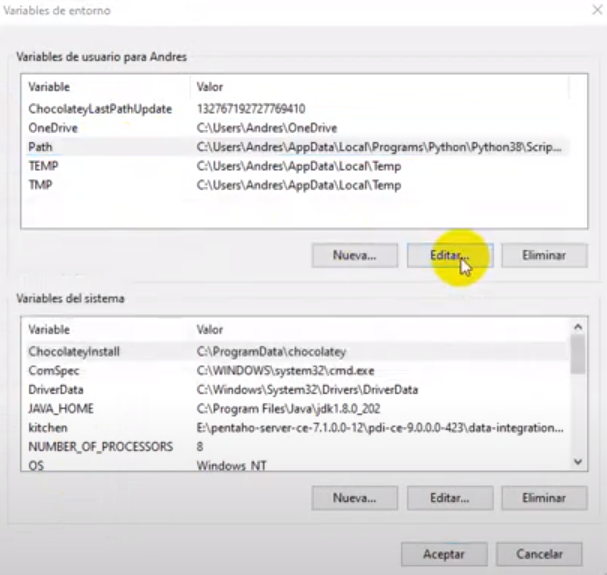 Variables de entorno
Variables de usuario para Andres
Variable Valor
ChocolateyLastPathUpdate 132767192727769410
OneDrive C:\Users\Andres\OneDrive
Path C:\Users\Andres\AppData\Local\Programs\Python\Python38\Scrip...
TEMP C:\Users\Andres\AppData\Local\Temp
TMP C:\Users\Andres\AppData\Local\Temp
Nueva... Editar... Eliminar
Variables del sistema
Variable Valor
ChocolateyInstall C:\ProgramData\chocolatey
ComSpec C:\WINDOWS\system32\cmd.exe
DriverData C:\Windows\System32\Drivers\DriverData
JAVA_HOME C:\Program Files\Java\jdk1.8.0_202
kitchen E:\pentaho-server-ce-7.1.0.0-12\pdi-ce-9.0.0.0-423\data-integration...
NUMBER_OF_PROCESSORS 8
OS Windows_NT
Nueva... Editar... Eliminar
Aceptar Cancelar